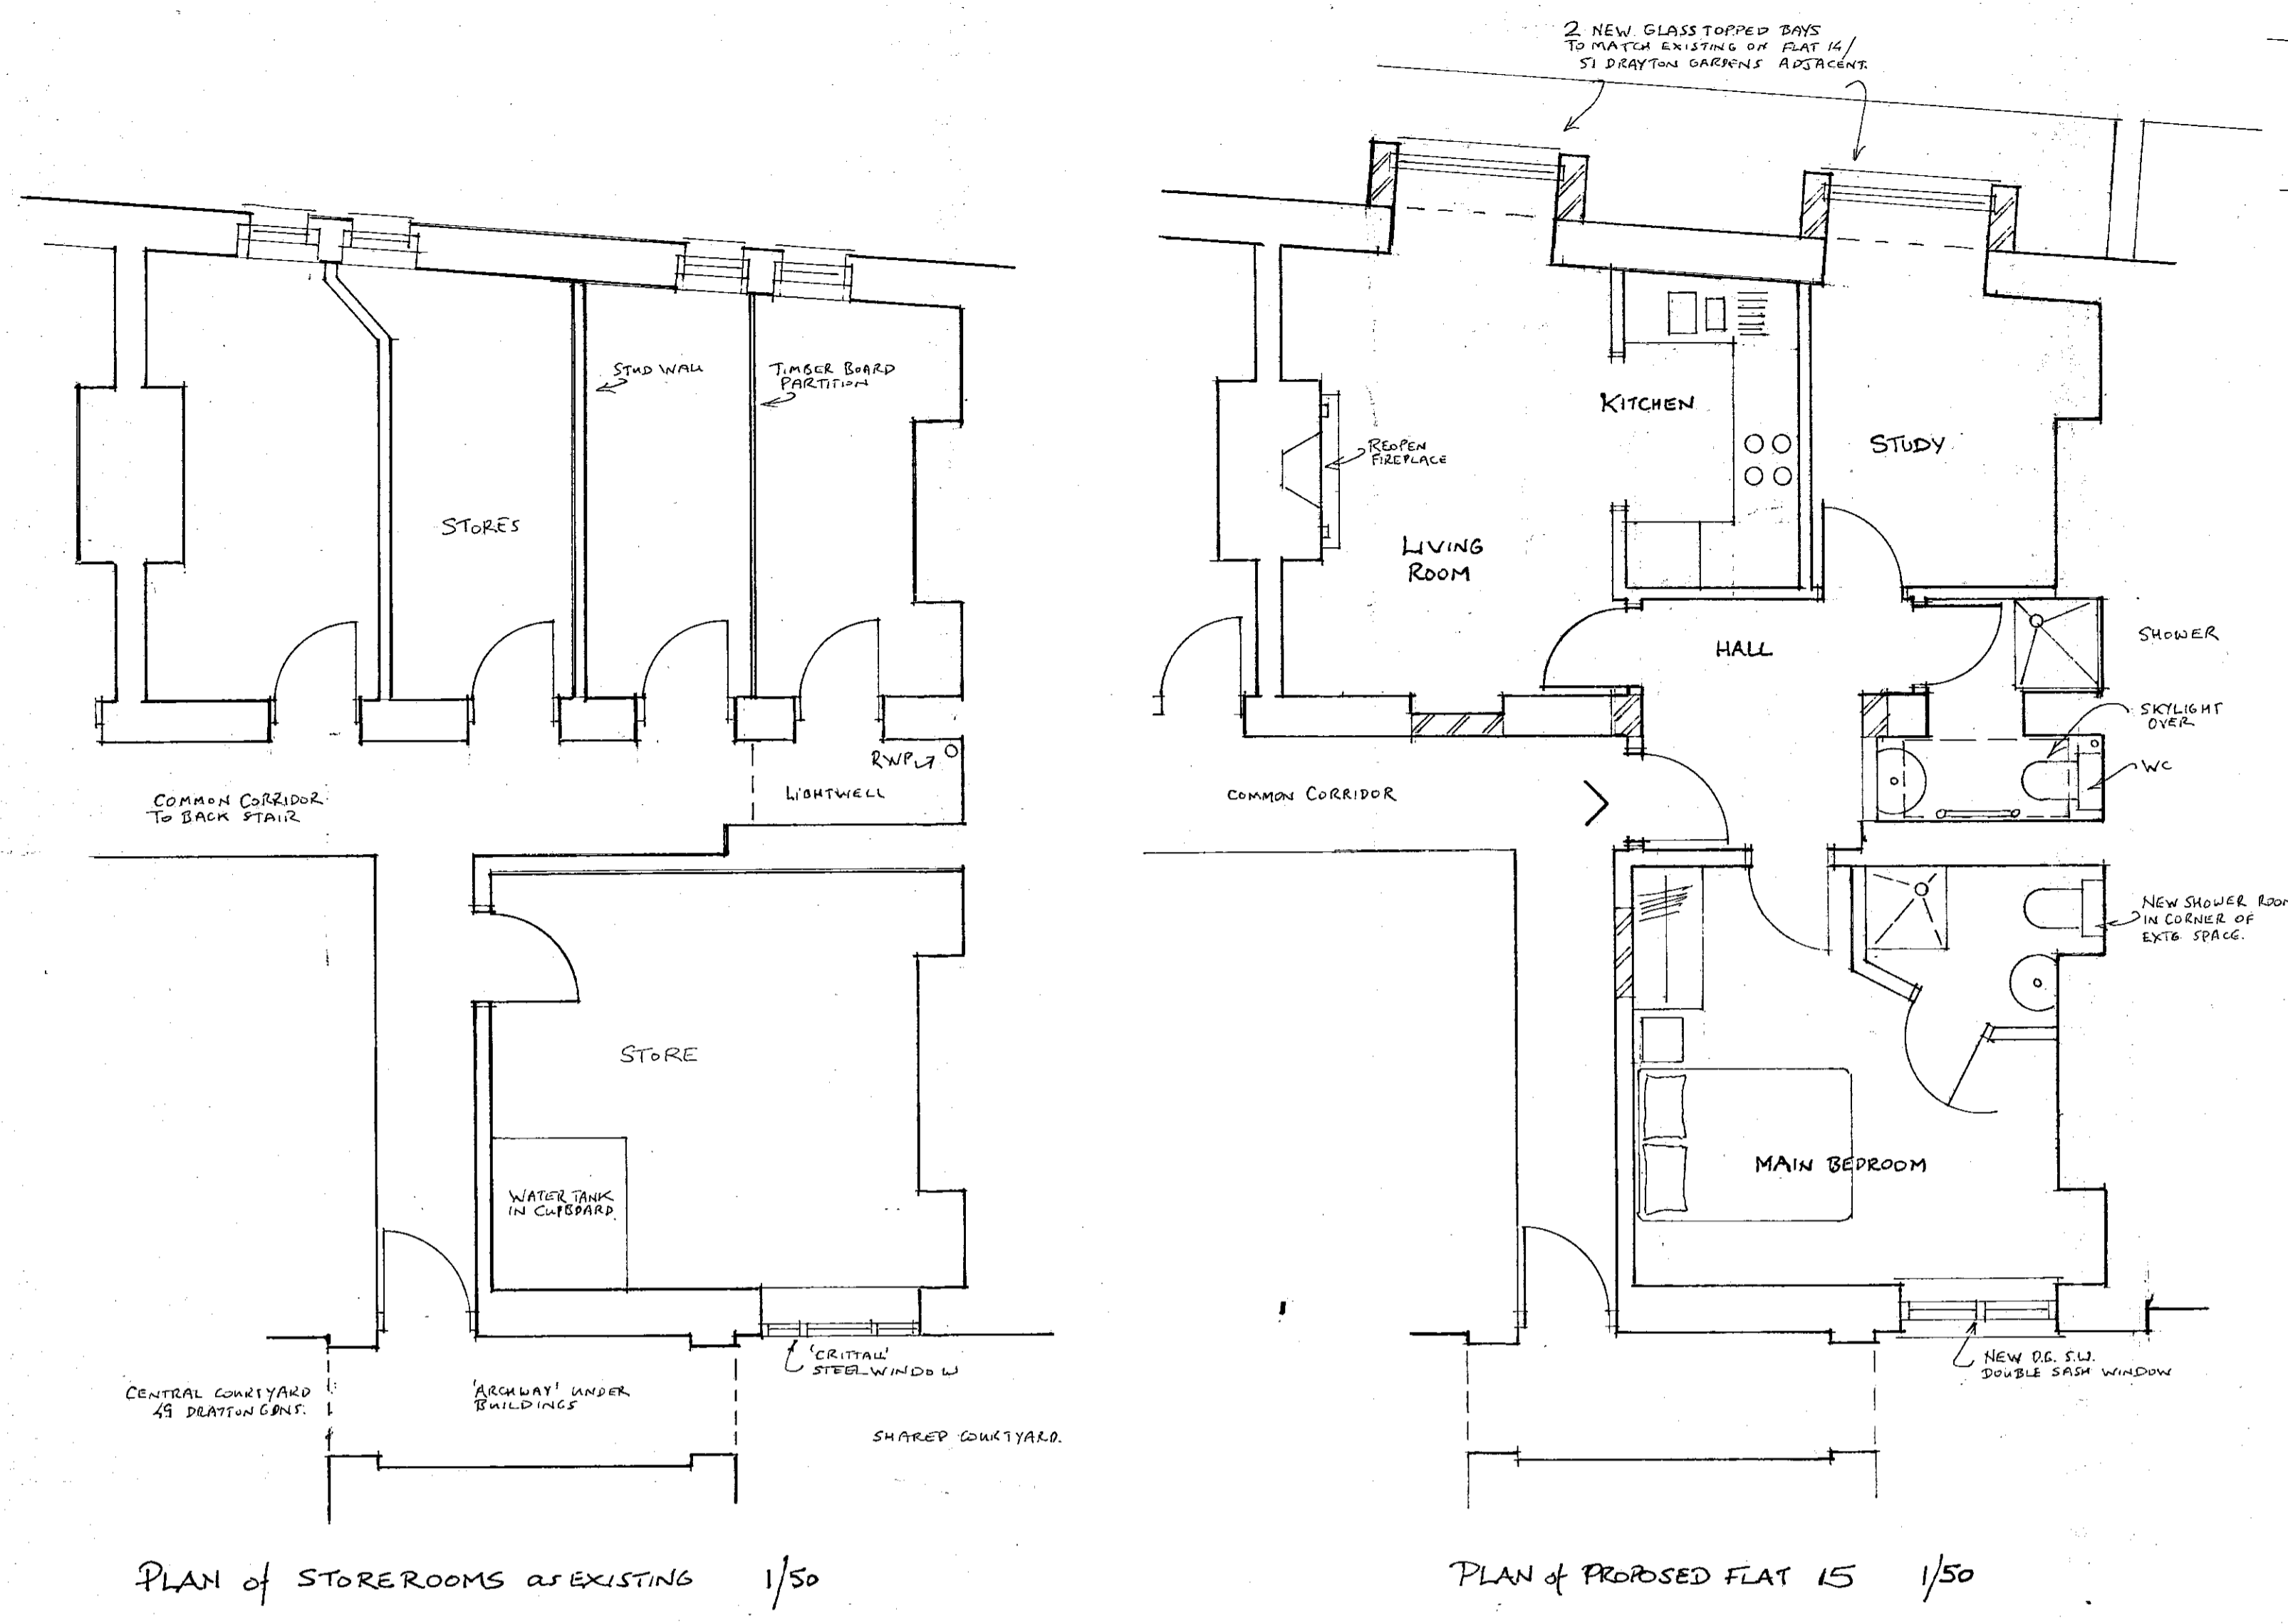 2 NEW GLASS TOPPED BAYS
TO MATCH EXISTING ON FLAT 14/
51 DRAYTON GARDENS ADJACENT.
STUD WALL
TIMBER BOARD
PARTITION
STORES
RWP
COMMON CORRIDOR
TO BACK STAIR
LIGHTWELL
STORE
WATER TANK
IN CUPBOARD
'CRITTALL'
STEEL WINDOW
CENTRAL COURTYARD
49 DRAYTON GDNS.
'ARCHWAY' UNDER
BUILDINGS
SHARED COURTYARD.
PLAN of STOREROOMS as EXISTING 1/50
KITCHEN
STUDY
REOPEN
FIREPLACE
LIVING
ROOM
HALL
SHOWER
SKYLIGHT
OVER
WC
COMMON CORRIDOR
NEW SHOWER ROOM
IN CORNER OF
EXTG. SPACE.
MAIN BEDROOM
NEW D.G. S.W.
DOUBLE SASH WINDOW
PLAN of PROPOSED FLAT 15 1/50